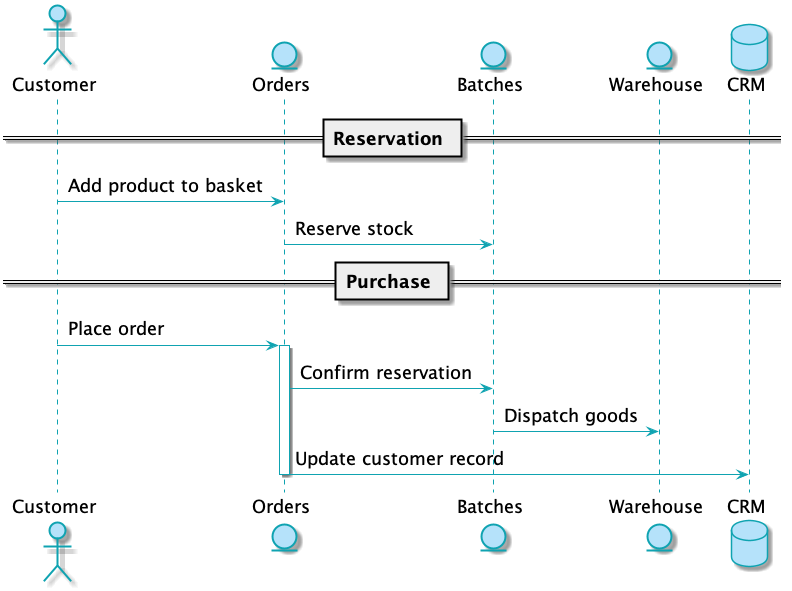 Customer Orders Batches Warehouse CRM
Reservation
Add product to basket
Reserve stock
Purchase
Place order
Confirm reservation
Dispatch goods
Update customer record
Customer Orders Batches Warehouse CRM